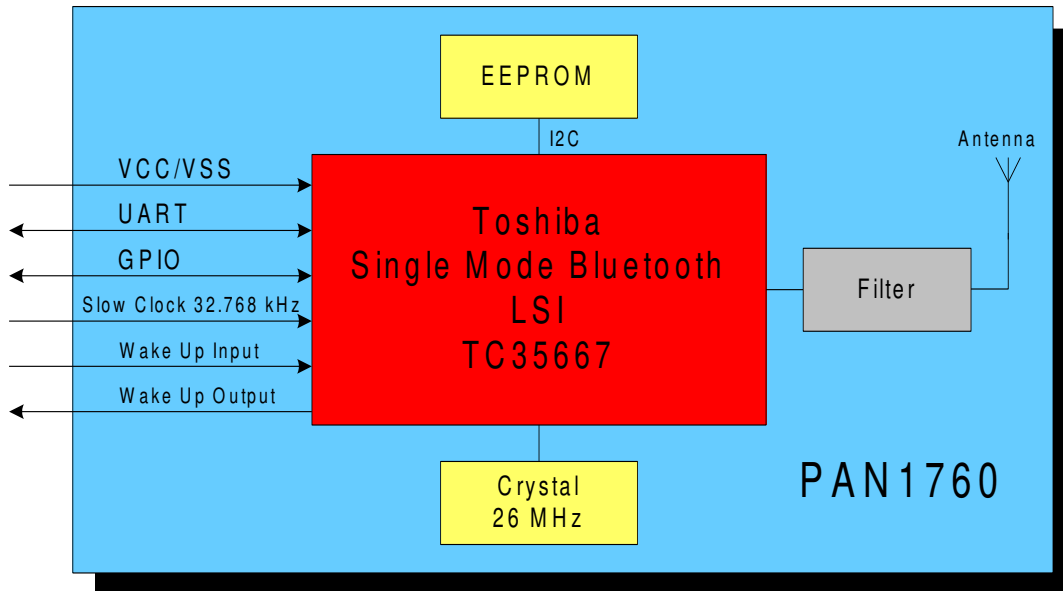 EEPROM
I2C
Antenna
VCC/VSS
UART
GPIO
Slow Clock 32.768 kHz
Wake Up Input
Wake Up Output
Toshiba
Single Mode Bluetooth
LSI
TC35667
Filter
Crystal
26 MHz
PAN1760